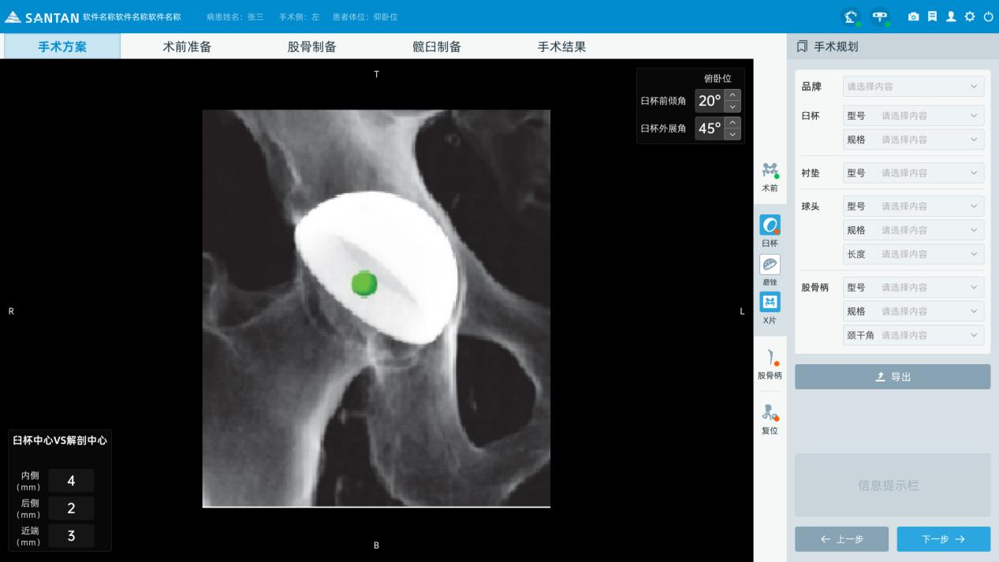 SANTAN 软件名称软件名称软件名称 病患姓名：张三 手术侧：左 患者体位：仰卧位
手术方案 术前准备 股骨制备 髋臼制备 手术结果
T
R
L
B
俯卧位
臼杯前倾角 20°
臼杯外展角 45°
臼杯中心VS解剖中心
内侧
(mm) 4
后侧
(mm) 2
近端
(mm) 3
术前
臼杯
磨锉
X片
股骨柄
复位
手术规划
品牌 请选择内容
臼杯 型号 请选择内容
规格 请选择内容
衬垫 型号 请选择内容
球头 型号 请选择内容
规格 请选择内容
长度 请选择内容
股骨柄 型号 请选择内容
规格 请选择内容
颈干角 请选择内容
导出
信息提示栏
上一步 下一步